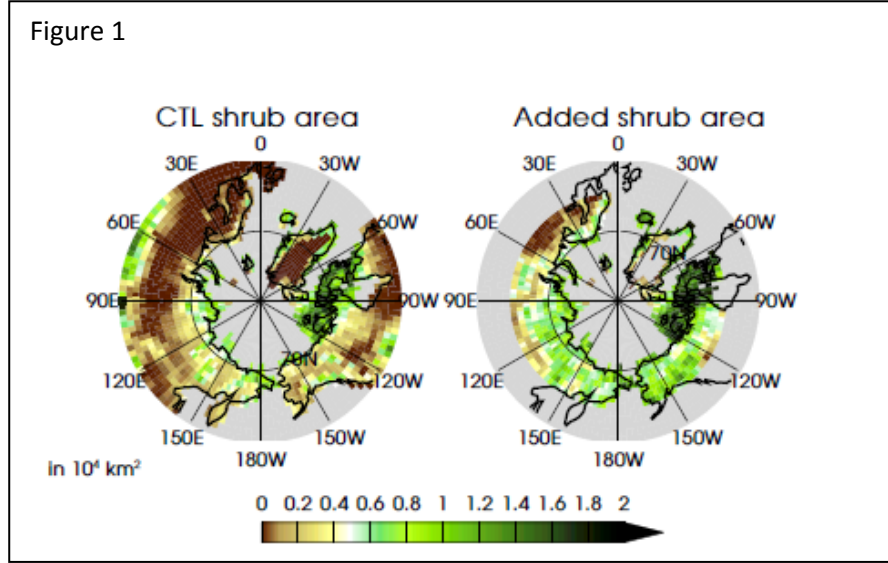 Figure 1
CTL shrub area
0
30E
30W
60E
60W
90E
90W
120E
120W
150E
150W
180W
70N
Added shrub area
0
30E
30W
60E
60W
70N
90E
90W
120E
120W
150E
150W
180W
in 10⁴ km²
0 0.2 0.4 0.6 0.8 1 1.2 1.4 1.6 1.8 2